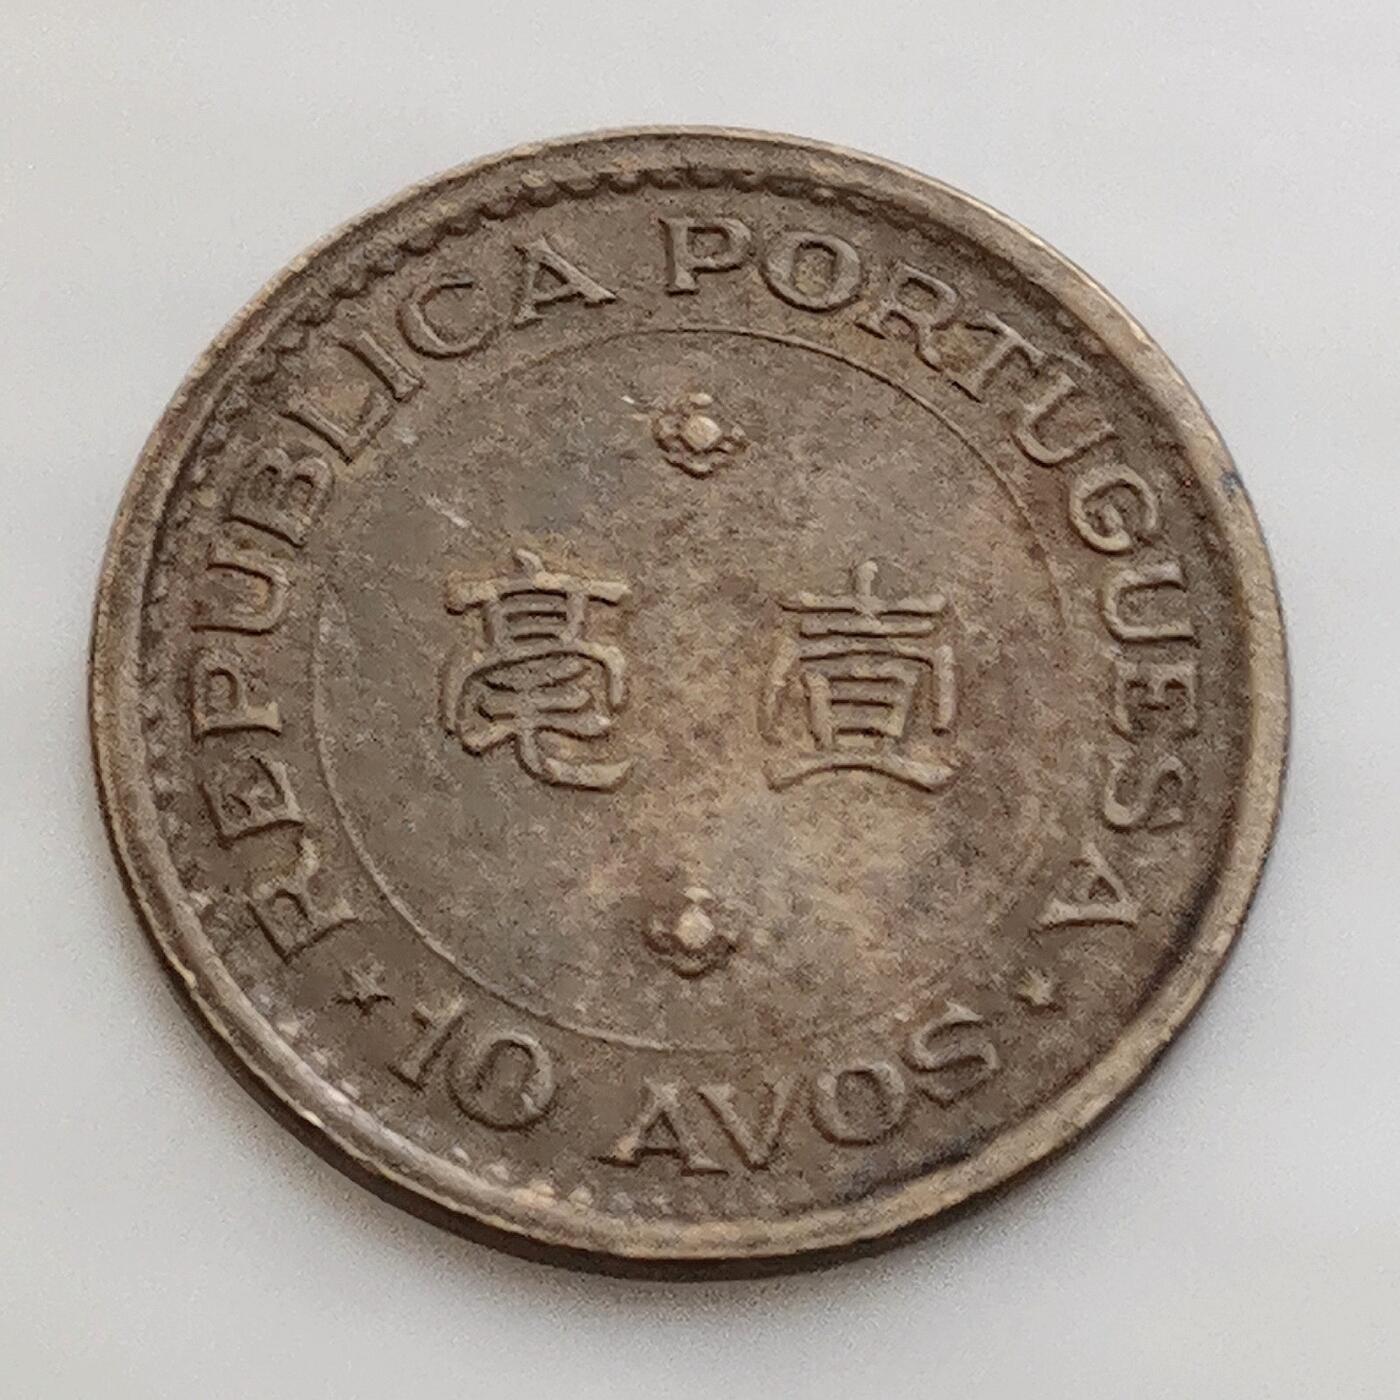 REPUBLICA PORTUGUESA
毫 壹
10 AVOS